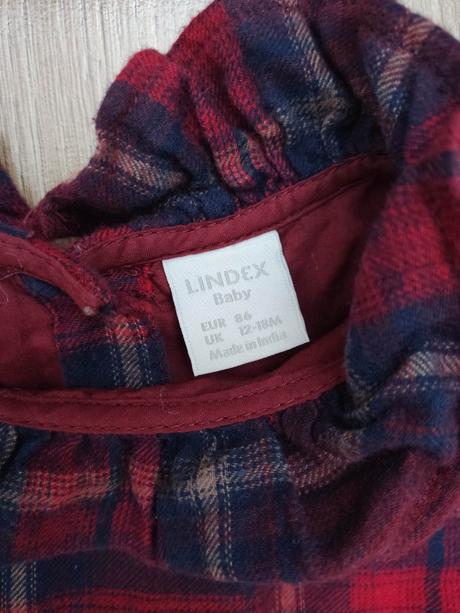 LINDEX
Baby
EUR 86
UK 12-18M
Made in India